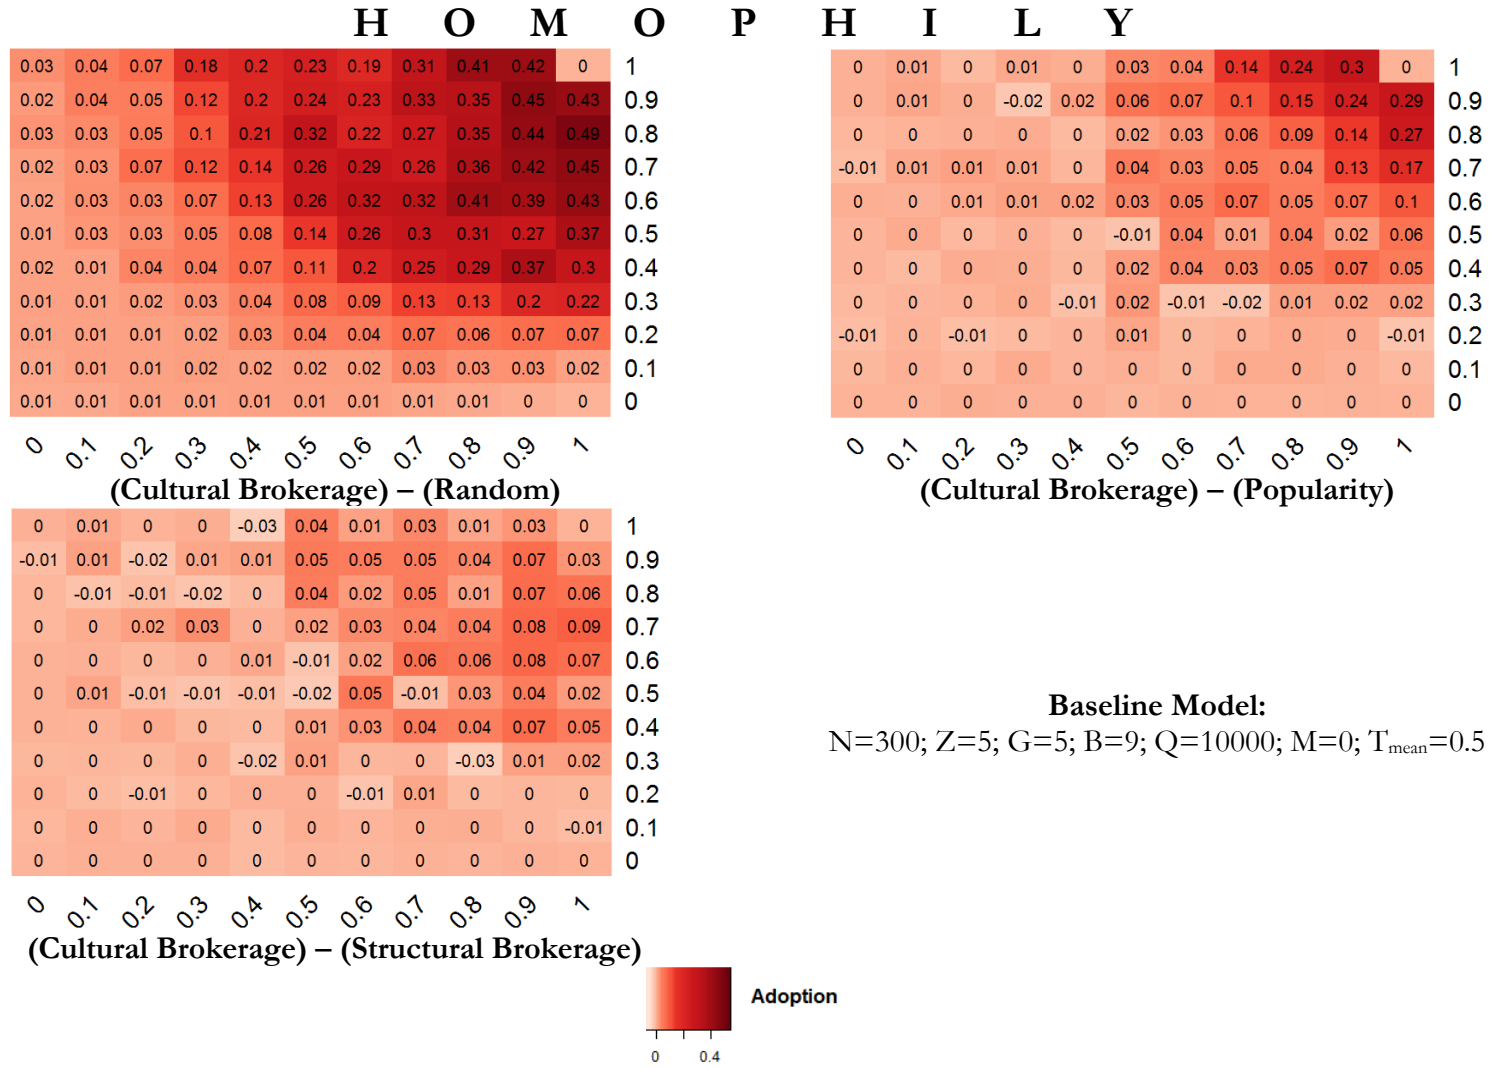 H O M O P H I L Y
0.03 0.04 0.07 0.18 0.2 0.23 0.19 0.31 0.41 0.42 0 1
0.02 0.04 0.05 0.12 0.2 0.24 0.23 0.33 0.35 0.45 0.43 0.9
0.03 0.03 0.05 0.1 0.21 0.32 0.22 0.27 0.35 0.44 0.49 0.8
0.02 0.03 0.07 0.12 0.14 0.26 0.29 0.26 0.36 0.42 0.45 0.7
0.02 0.03 0.03 0.07 0.13 0.26 0.32 0.32 0.41 0.39 0.43 0.6
0.01 0.03 0.03 0.05 0.08 0.14 0.26 0.3 0.31 0.27 0.37 0.5
0.02 0.01 0.04 0.04 0.07 0.11 0.2 0.25 0.29 0.37 0.3 0.4
0.01 0.01 0.02 0.03 0.04 0.08 0.09 0.13 0.13 0.2 0.22 0.3
0.01 0.01 0.01 0.02 0.03 0.04 0.04 0.07 0.06 0.07 0.07 0.2
0.01 0.01 0.01 0.02 0.02 0.02 0.02 0.03 0.03 0.03 0.02 0.1
0.01 0.01 0.01 0.01 0.01 0.01 0.01 0.01 0.01 0 0 0
0 0.1 0.2 0.3 0.4 0.5 0.6 0.7 0.8 0.9 1
(Cultural Brokerage) – (Random)
0 0.01 0 0.01 0 0.03 0.04 0.14 0.24 0.3 0 1
0 0.01 0 -0.02 0.02 0.06 0.07 0.1 0.15 0.24 0.29 0.9
0 0 0 0 0 0.02 0.03 0.06 0.09 0.14 0.27 0.8
-0.01 0.01 0.01 0.01 0 0.04 0.03 0.05 0.04 0.13 0.17 0.7
0 0 0.01 0.01 0.02 0.03 0.05 0.07 0.05 0.07 0.1 0.6
0 0 0 0 0 -0.01 0.04 0.01 0.04 0.02 0.06 0.5
0 0 0 0 0 0.02 0.04 0.03 0.05 0.07 0.05 0.4
0 0 0 0 -0.01 0.02 -0.01 -0.02 0.01 0.02 0.02 0.3
-0.01 0 -0.01 0 0 0.01 0 0 0 0 -0.01 0.2
0 0 0 0 0 0 0 0 0 0 0 0.1
0 0 0 0 0 0 0 0 0 0 0 0
0 0.1 0.2 0.3 0.4 0.5 0.6 0.7 0.8 0.9 1
(Cultural Brokerage) – (Popularity)
0 0.01 0 0 -0.03 0.04 0.01 0.03 0.01 0.03 0 1
-0.01 0.01 -0.02 0.01 0.01 0.05 0.05 0.05 0.04 0.07 0.03 0.9
0 -0.01 -0.01 -0.02 0 0.04 0.02 0.05 0.01 0.07 0.06 0.8
0 0 0.02 0.03 0 0.02 0.03 0.04 0.04 0.08 0.09 0.7
0 0 0 0 0.01 -0.01 0.02 0.06 0.06 0.08 0.07 0.6
0 0.01 -0.01 -0.01 -0.01 -0.02 0.05 -0.01 0.03 0.04 0.02 0.5
0 0 0 0 0 0.01 0.03 0.04 0.04 0.07 0.05 0.4
0 0 0 0 -0.02 0.01 0 0 -0.03 0.01 0.02 0.3
0 0 -0.01 0 0 0 -0.01 0.01 0 0 0 0.2
0 0 0 0 0 0 0 0 0 0 -0.01 0.1
0 0 0 0 0 0 0 0 0 0 0 0
0 0.1 0.2 0.3 0.4 0.5 0.6 0.7 0.8 0.9 1
(Cultural Brokerage) – (Structural Brokerage)
Baseline Model:
N=300; Z=5; G=5; B=9; Q=10000; M=0; Tmean=0.5
Adoption
0 0.4